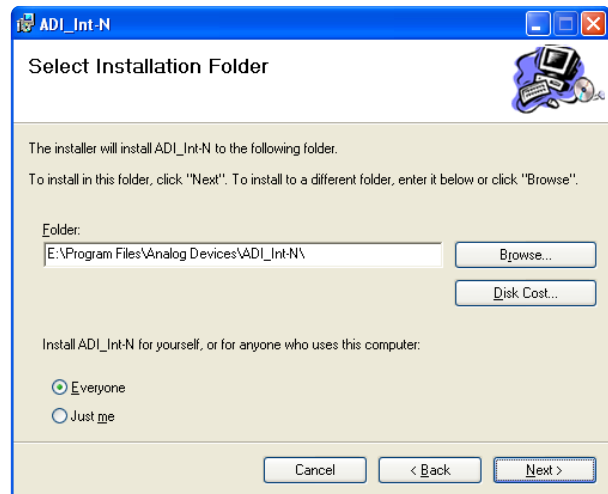 ADI_Int-N
Select Installation Folder
The installer will install ADI_Int-N to the following folder.
To install in this folder, click "Next". To install to a different folder, enter it below or click "Browse".
Folder:
E:\Program Files\Analog Devices\ADI_Int-N\
Browse...
Disk Cost...
Install ADI_Int-N for yourself, or for anyone who uses this computer:
Everyone
Just me
Cancel
< Back
Next >